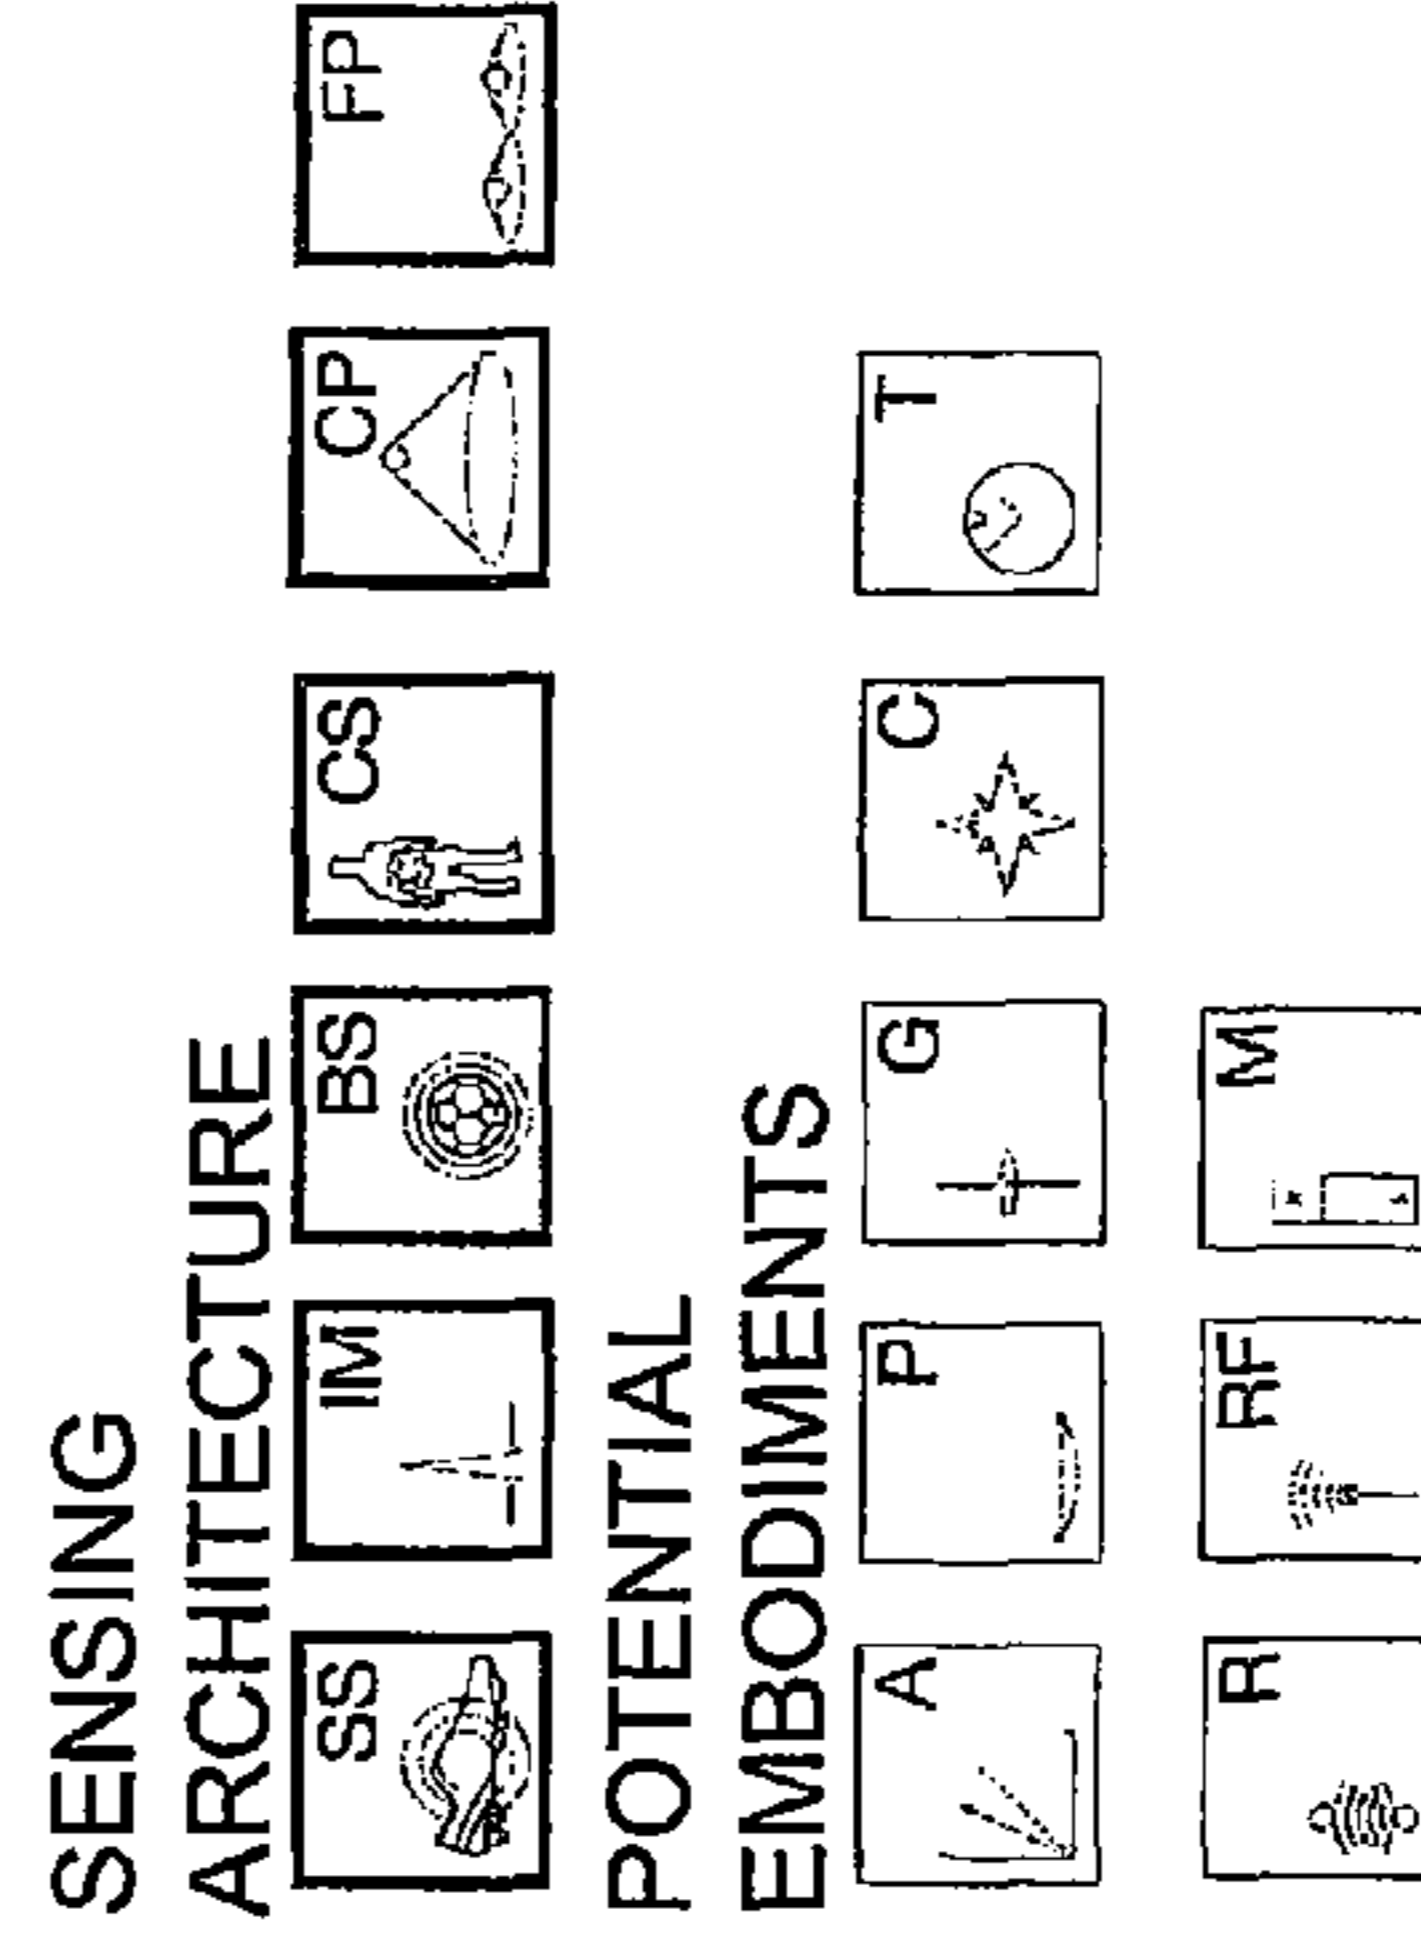 SENSING
ARCHITECTURE
SS IM BS CS CP FP
POTENTIAL
EMBODIMENTS
A P G C T
R RF M